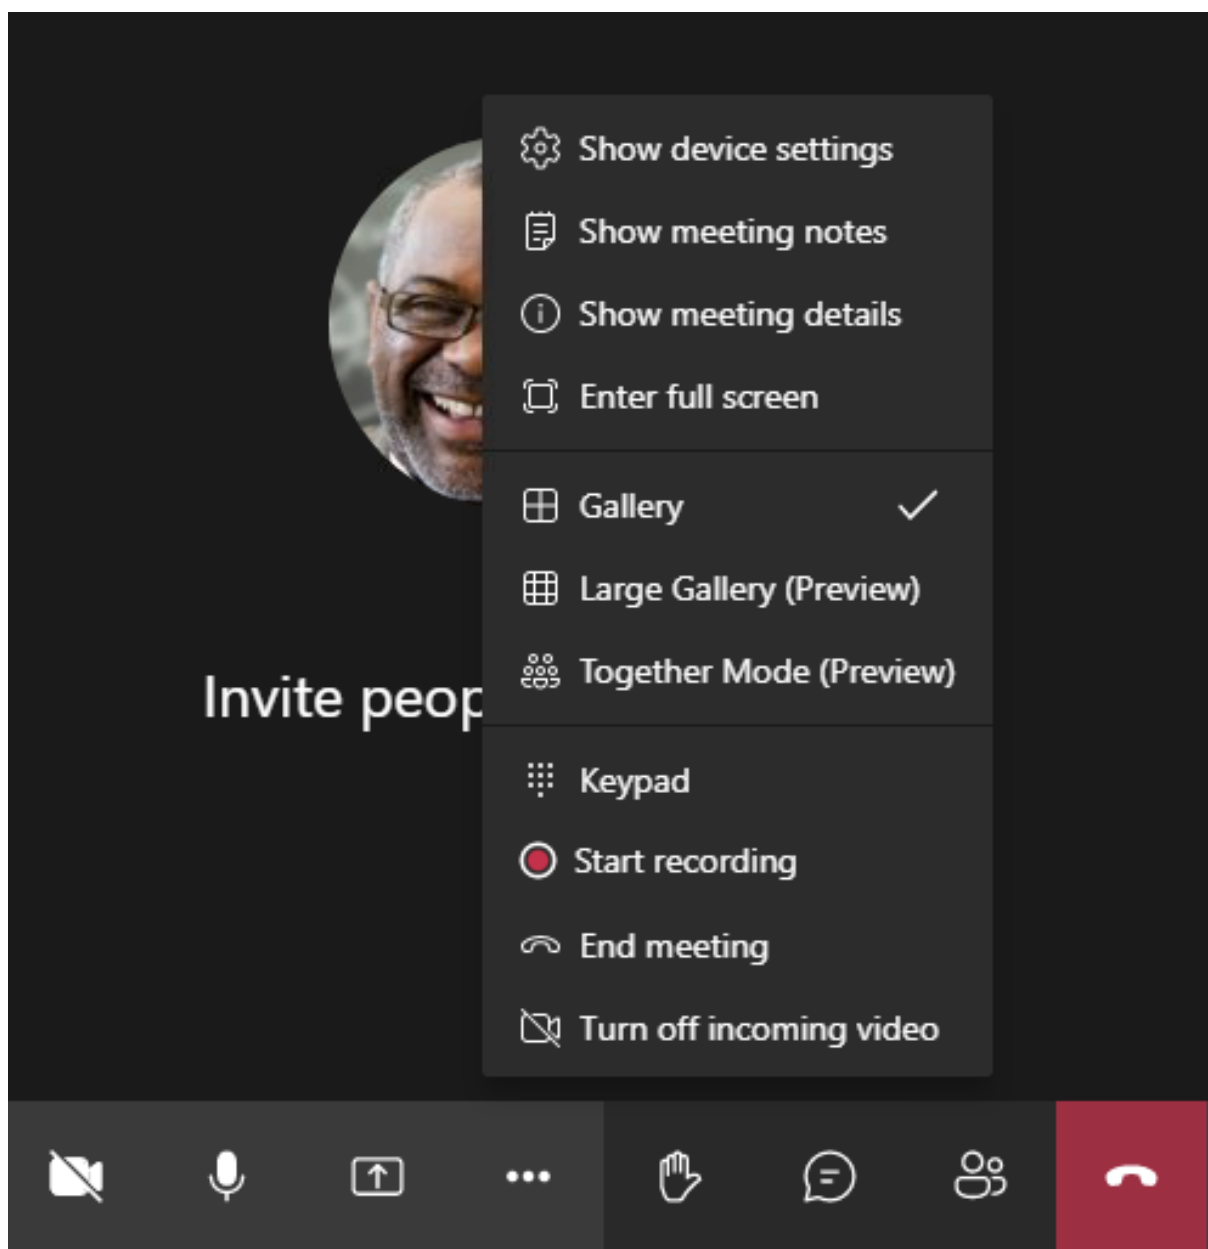 Show device settings
Show meeting notes
Show meeting details
Enter full screen
Gallery
Large Gallery (Preview)
Together Mode (Preview)
Invite
Keypad
Start recording
End meeting
Turn off incoming video